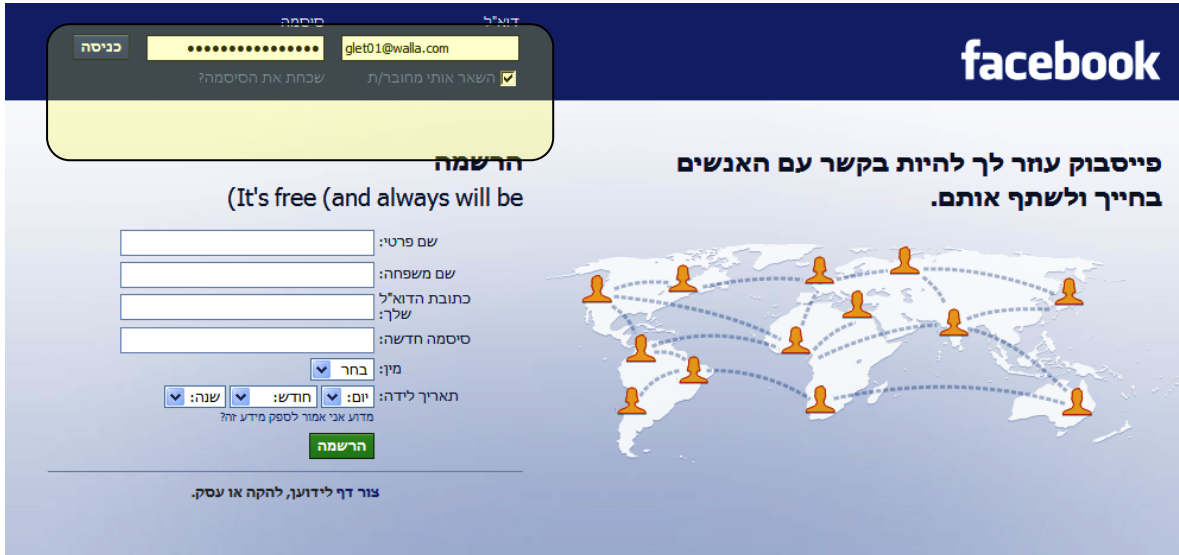 facebook
דוא"ל
סיסמה
glet01@walla.com
••••••••••••••••
כניסה
השאר אותי מחובר/ת
שכחת את הסיסמה?
פייסבוק עוזר לך להיות בקשר עם האנשים
בחייך ולשתף אותם.
הרשמה
(It's free (and always will be
שם פרטי:
שם משפחה:
כתובת הדוא"ל
שלך:
סיסמה חדשה:
מין: בחר
תאריך לידה: יום: חודש: שנה:
מדוע אני אמור לספק מידע זה?
הרשמה
צור דף לידוען, להקה או עסק.